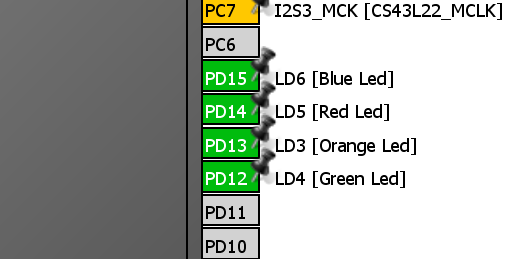 PC7 I2S3_MCK [CS43L22_MCLK]
PC6
PD15 LD6 [Blue Led]
PD14 LD5 [Red Led]
PD13 LD3 [Orange Led]
PD12 LD4 [Green Led]
PD11
PD10